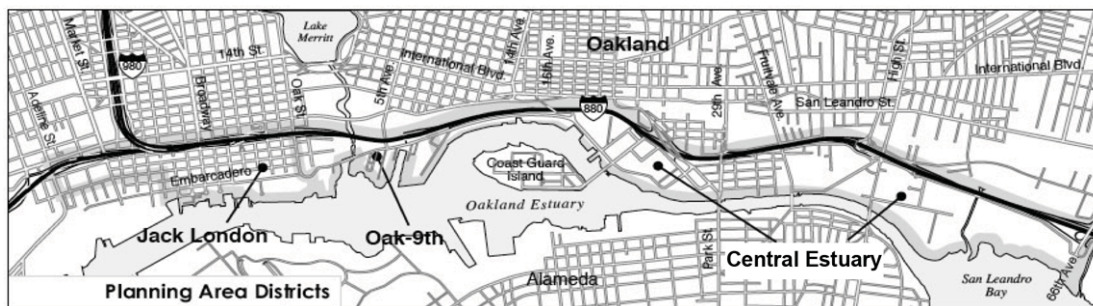 Lake
Merritt
Market St.
980
14th St.
Broadway
Oak St.
Adeline St.
5th Ave.
International Blvd.
14th Ave.
16th Ave.
Oakland
880
29th Ave.
Fruitvale Ave.
High St.
San Leandro St.
International Blvd.
Embarcadero
Coast Guard
Island
Oakland Estuary
Jack London
Oak-9th
Central Estuary
Park St.
Alameda
San Leandro
Bay
66th Ave.
Planning Area Districts